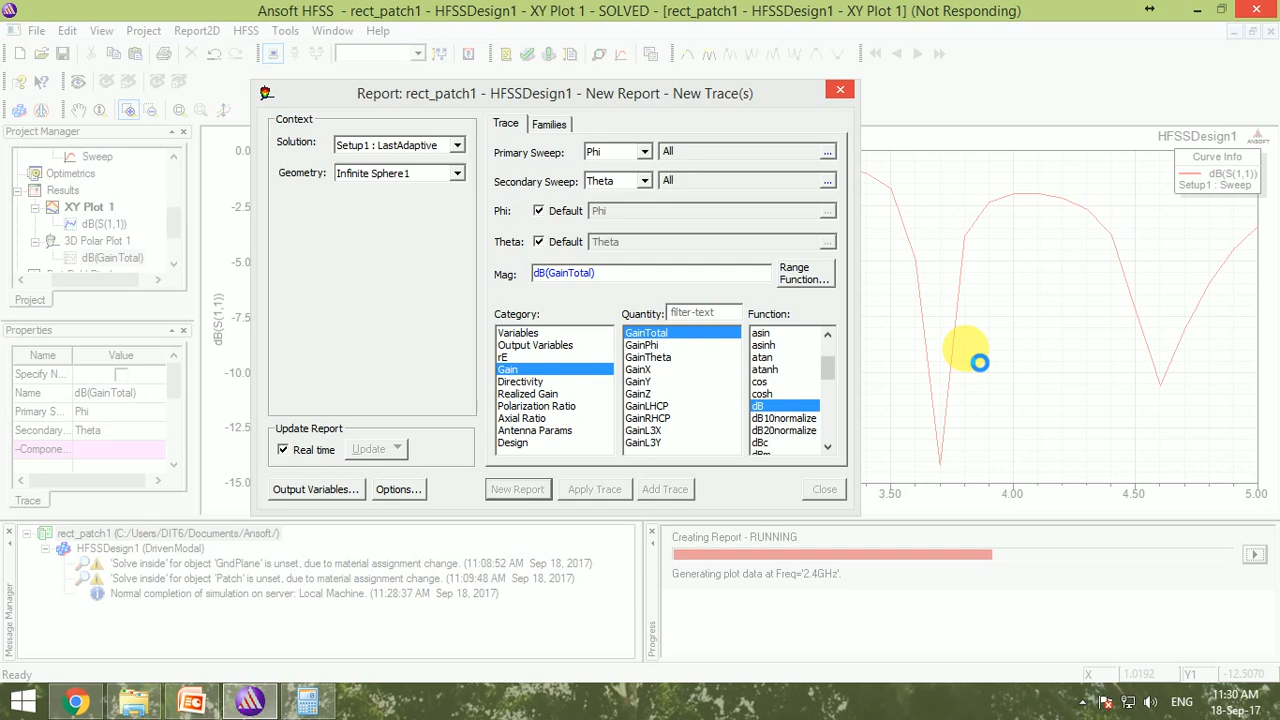 Ansoft HFSS - rect_patch1 - HFSSDesign1 - XY Plot 1 - SOLVED - [rect_patch1 - HFSSDesign1 - XY Plot 1] (Not Responding)
File Edit View Project Report2D HFSS Tools Window Help
Report: rect_patch1 - HFSSDesign1 - New Report - New Trace(s)
Project Manager
Sweep
Optimetrics
Results
XY Plot 1
dB(S(1,1))
3D Polar Plot 1
dB(GainTotal)
Project
Properties
Name Value
Specify N...
Name dB(GainTotal)
Primary S... Phi
Secondary... Theta
--Compone...
Trace
Context
Solution: Setup1 : LastAdaptive
Geometry: Infinite Sphere1
Update Report
Real time Update
Output Variables... Options...
Trace Families
Primary Sweep: Phi All ...
Secondary Sweep: Theta All ...
Phi: Default Phi ...
Theta: Default Theta ...
Mag: dB(GainTotal) Range Function...
Category: Quantity: filter-text Function:
Variables
Output Variables
rE
Gain
Directivity
Realized Gain
Polarization Ratio
Axial Ratio
Antenna Params
Design
GainTotal
GainPhi
GainTheta
GainX
GainY
GainZ
GainLHCP
GainRHCP
GainL3X
GainL3Y
asin
asinh
atan
atanh
cos
cosh
dB
dB10normalize
dB20normalize
dBc
dBm
New Report Apply Trace Add Trace Close
HFSSDesign1
ANSOFT
Curve Info
dB(S(1,1))
Setup1 : Sweep
0.0
-2.5
-5.0
-7.5
-10.0
-12.5
-15.0
dB(S(1,1))
3.50 4.00 4.50 5.00
rect_patch1 (C:/Users/DIT6/Documents/Ansoft/)
HFSSDesign1 (DrivenModal)
'Solve inside' for object 'GndPlane' is unset, due to material assignment change. (11:08:52 AM Sep 18, 2017)
'Solve inside' for object 'Patch' is unset, due to material assignment change. (11:09:48 AM Sep 18, 2017)
Normal completion of simulation on server: Local Machine. (11:28:37 AM Sep 18, 2017)
Message Manager
Creating Report - RUNNING
Generating plot data at Freq='2.4GHz'.
Progress
Ready
X 1.0192 Y1 -12.5070
ENG
11:30 AM
18-Sep-17